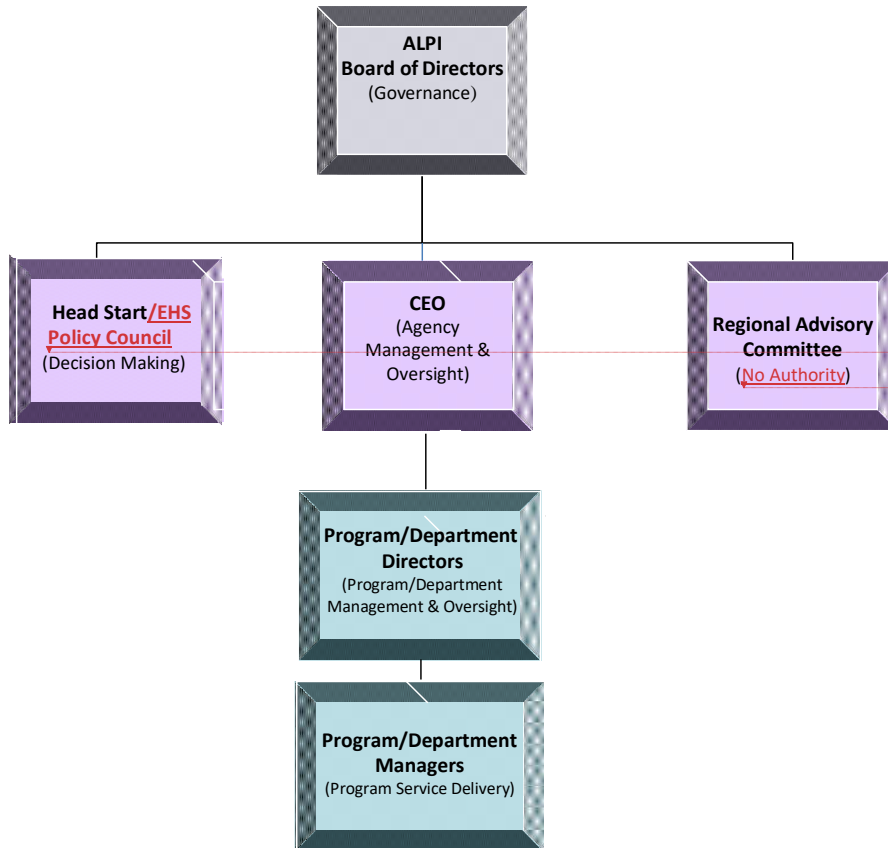 ALPI
Board of Directors
(Governance)
Head Start/EHS
Policy Council
(Decision Making)
CEO
(Agency
Management &
Oversight)
Regional Advisory
Committee
(No Authority)
Program/Department
Directors
(Program/Department
Management & Oversight)
Program/Department
Managers
(Program Service Delivery)